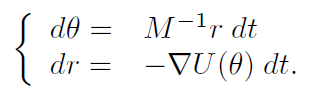 dθ = M⁻¹r dt
dr = −∇U(θ) dt.